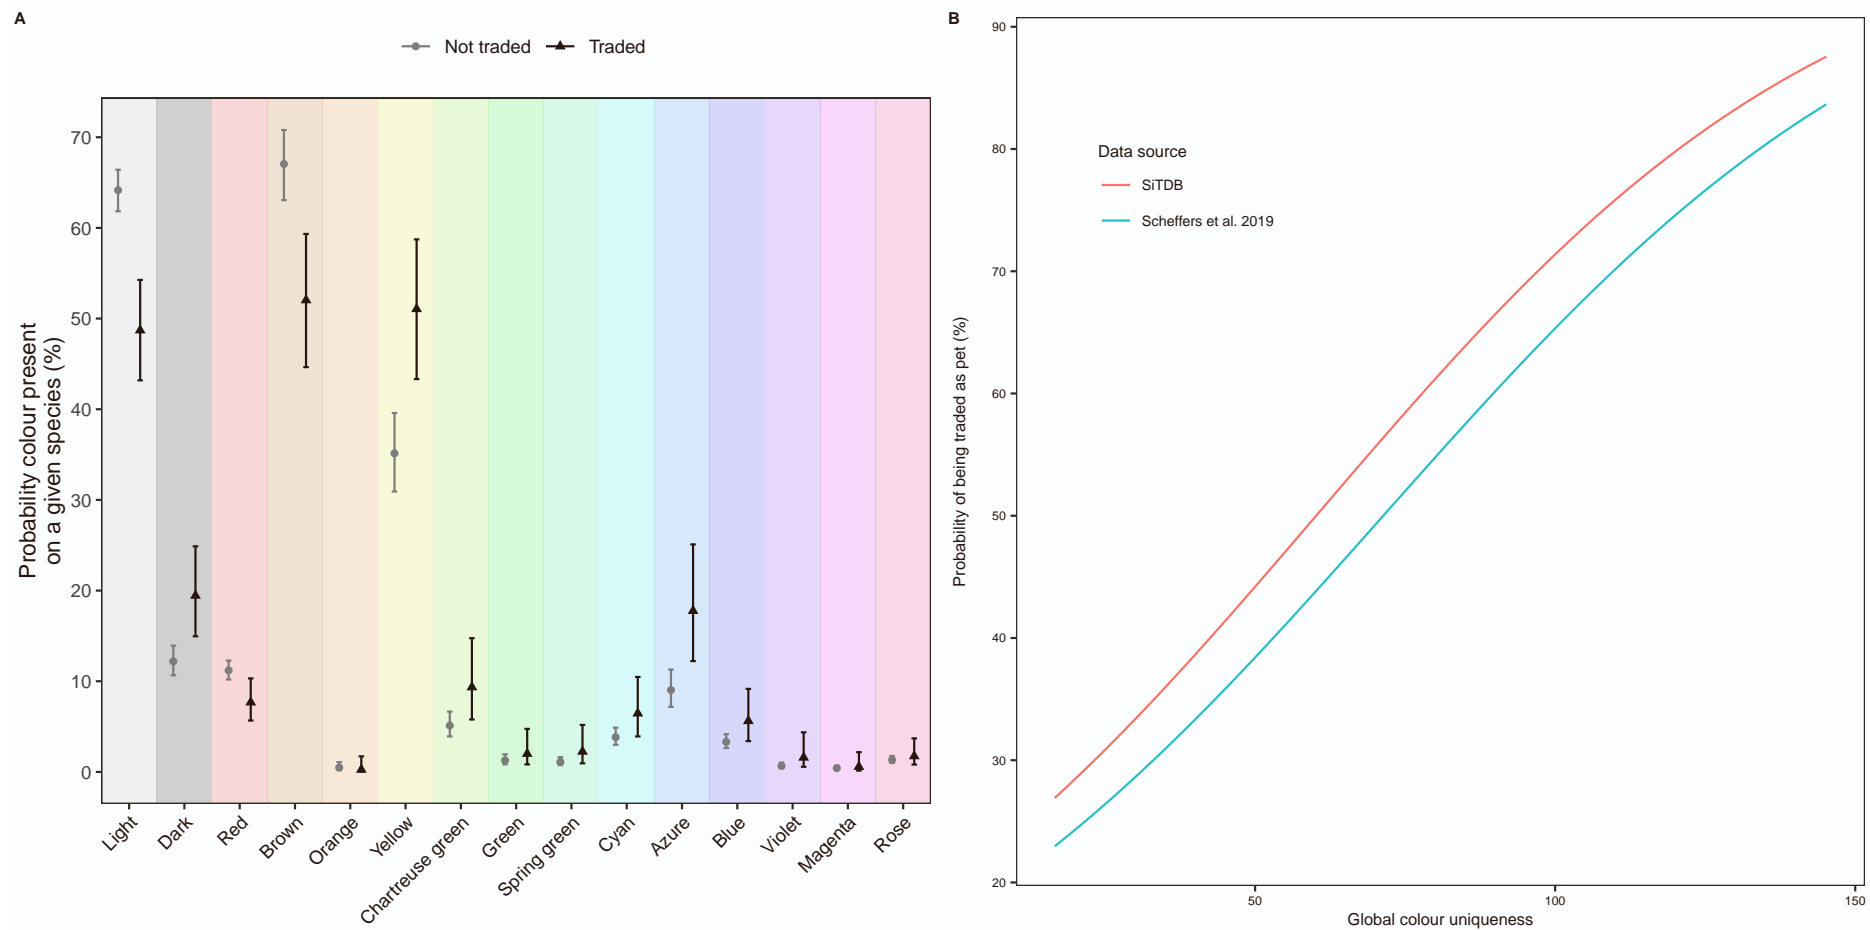 A
Not traded
Traded
Probability colour present
on a given species (%)
70
60
50
40
30
20
10
0
Light
Dark
Red
Brown
Orange
Yellow
Chartreuse green
Green
Spring green
Cyan
Azure
Blue
Violet
Magenta
Rose
B
Probability of being traded as pet (%)
90
80
70
60
50
40
30
20
Data source
SiTDB
Scheffers et al. 2019
50
100
150
Global colour uniqueness